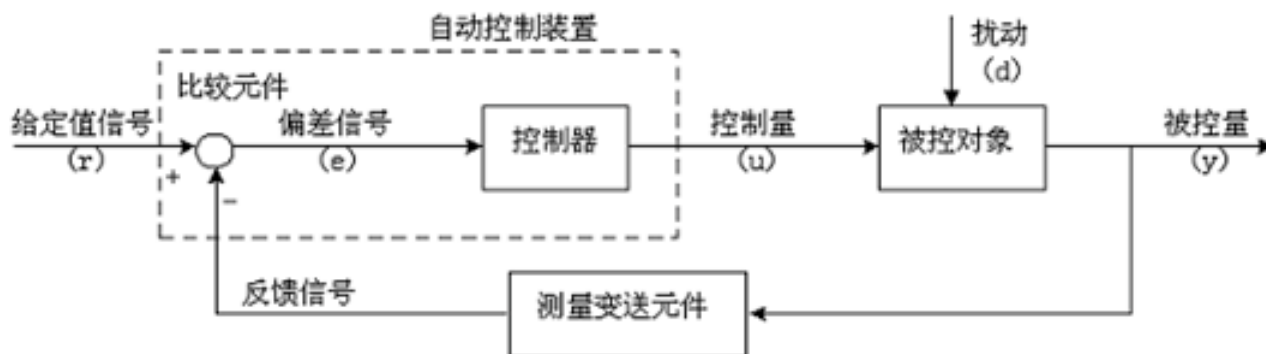 自动控制装置
扰动
(d)
比较元件
给定值信号
(r)
+
-
偏差信号
(e)
控制器
控制量
(u)
被控对象
被控量
(y)
反馈信号
测量变送元件